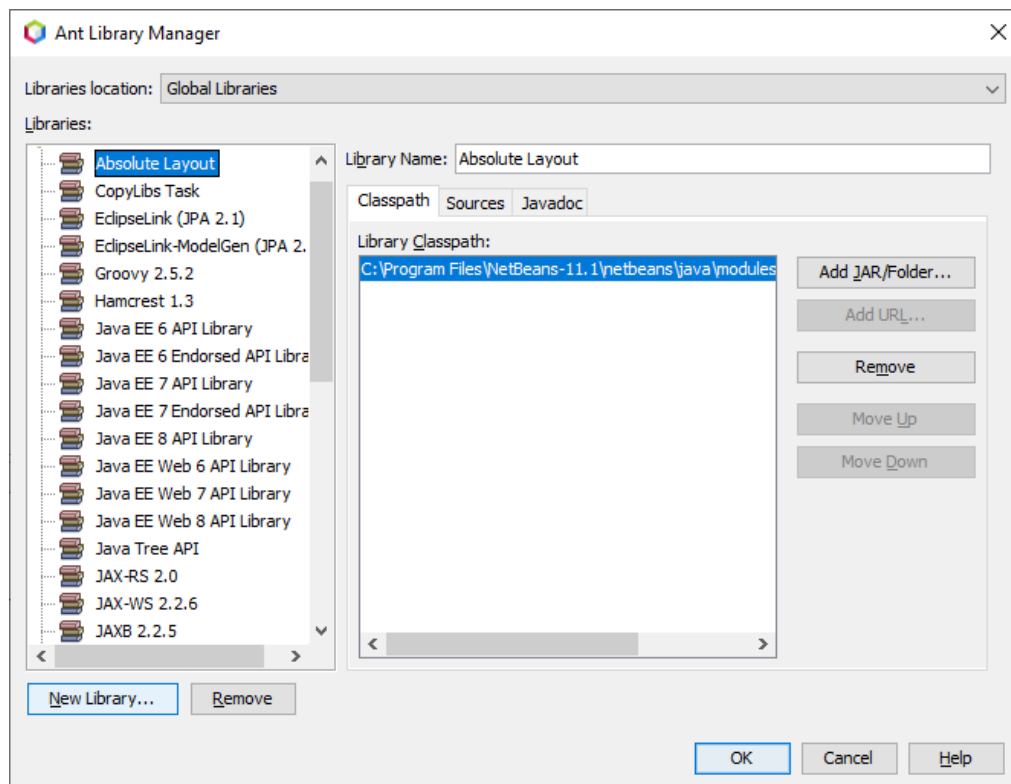 Ant Library Manager
Libraries location: Global Libraries
Libraries:
Absolute Layout
CopyLibs Task
EclipseLink (JPA 2.1)
EclipseLink-ModelGen (JPA 2.
Groovy 2.5.2
Hamcrest 1.3
Java EE 6 API Library
Java EE 6 Endorsed API Libra
Java EE 7 API Library
Java EE 7 Endorsed API Libra
Java EE 8 API Library
Java EE Web 6 API Library
Java EE Web 7 API Library
Java EE Web 8 API Library
Java Tree API
JAX-RS 2.0
JAX-WS 2.2.6
JAXB 2.2.5
New Library... Remove
Library Name: Absolute Layout
Classpath Sources Javadoc
Library Classpath:
C:\Program Files\NetBeans-11.1\netbeans\java\modules
Add JAR/Folder...
Add URL...
Remove
Move Up
Move Down
OK Cancel Help